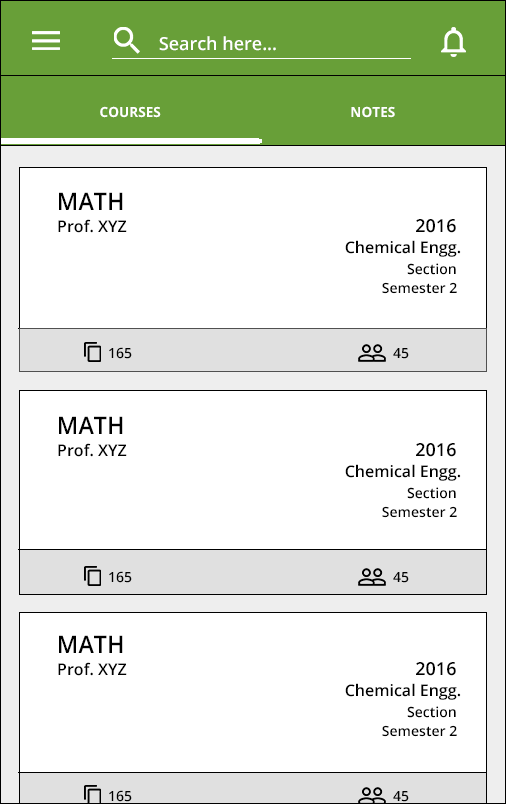 Search here...
COURSES NOTES
MATH
Prof. XYZ
2016
Chemical Engg.
Section
Semester 2
165 45
MATH
Prof. XYZ
2016
Chemical Engg.
Section
Semester 2
165 45
MATH
Prof. XYZ
2016
Chemical Engg.
Section
Semester 2
165 45